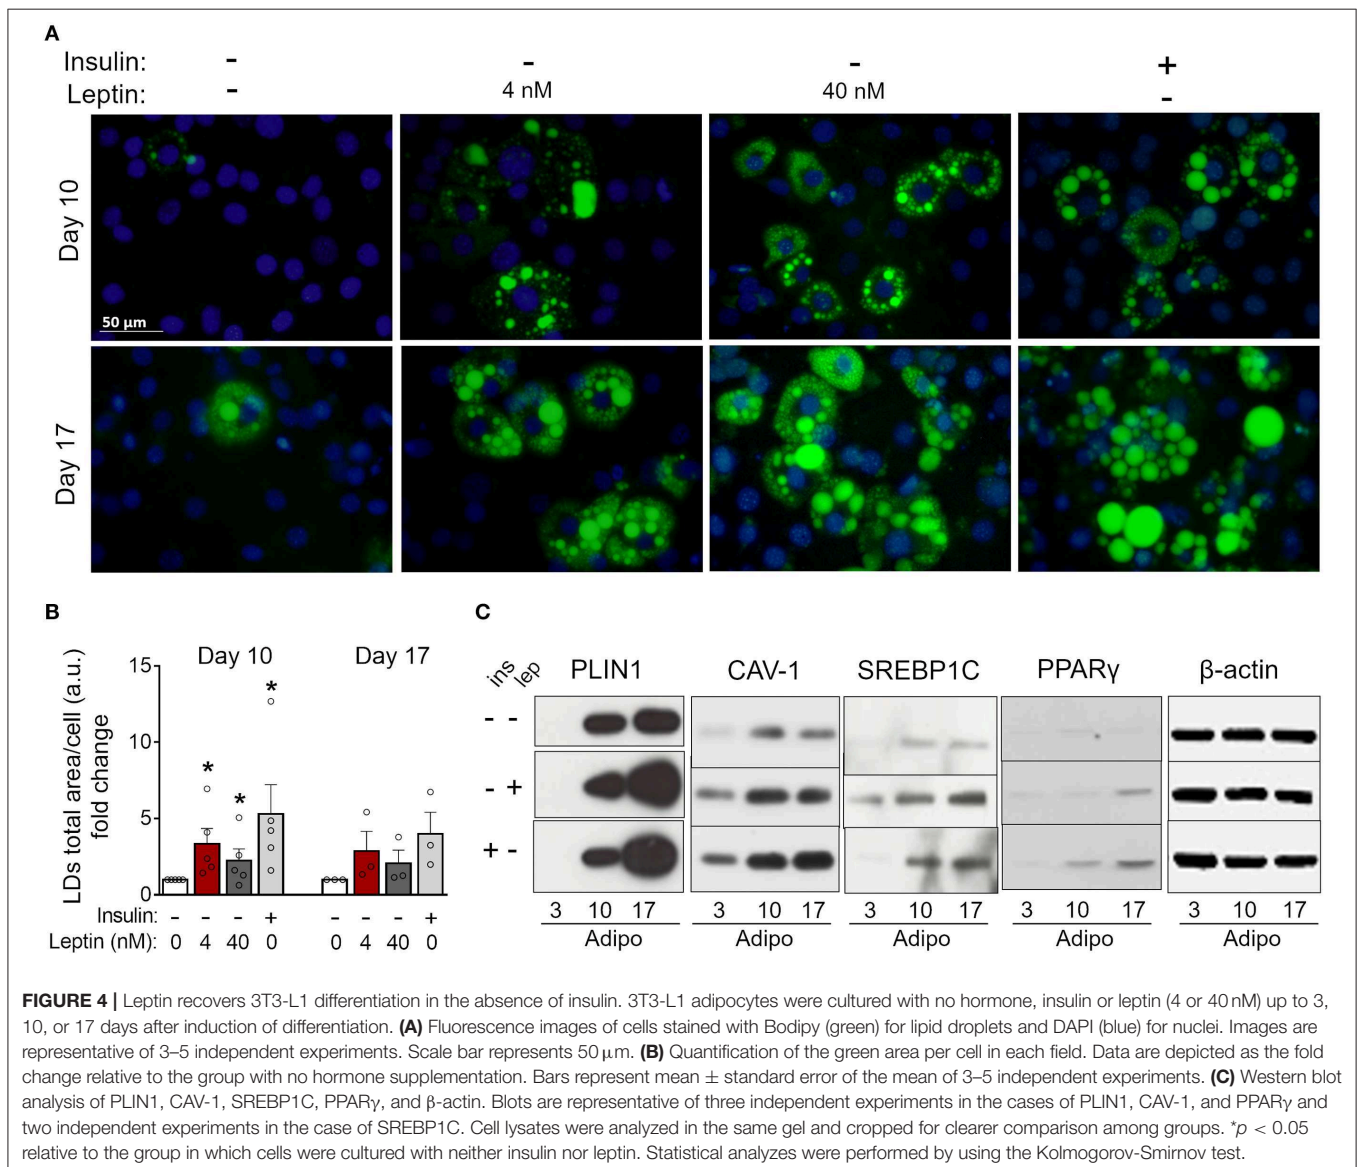 A
Insulin: - - - +
Leptin: - 4 nM 40 nM -
Day 10
50 µm
Day 17
B
Day 10 Day 17
LDs total area/cell (a.u.)
fold change
15
10
5
0
* * *
Insulin: - - - + - - - +
Leptin (nM): 0 4 40 0 0 4 40 0
C
ins lep PLIN1 CAV-1 SREBP1C PPARγ β-actin
- -
- +
+ -
3 10 17 3 10 17 3 10 17 3 10 17 3 10 17
Adipo Adipo Adipo Adipo Adipo
FIGURE 4 | Leptin recovers 3T3-L1 differentiation in the absence of insulin. 3T3-L1 adipocytes were cultured with no hormone, insulin or leptin (4 or 40 nM) up to 3,
10, or 17 days after induction of differentiation. (A) Fluorescence images of cells stained with Bodipy (green) for lipid droplets and DAPI (blue) for nuclei. Images are
representative of 3–5 independent experiments. Scale bar represents 50 µm. (B) Quantification of the green area per cell in each field. Data are depicted as the fold
change relative to the group with no hormone supplementation. Bars represent mean ± standard error of the mean of 3–5 independent experiments. (C) Western blot
analysis of PLIN1, CAV-1, SREBP1C, PPARγ, and β-actin. Blots are representative of three independent experiments in the cases of PLIN1, CAV-1, and PPARγ and
two independent experiments in the case of SREBP1C. Cell lysates were analyzed in the same gel and cropped for clearer comparison among groups. *p < 0.05
relative to the group in which cells were cultured with neither insulin nor leptin. Statistical analyzes were performed by using the Kolmogorov-Smirnov test.